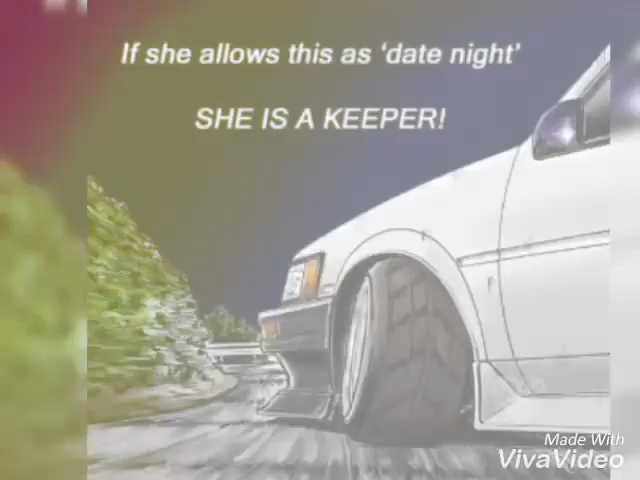 If she allows this as ‘date night’
SHE IS A KEEPER!
Made With
VivaVideo